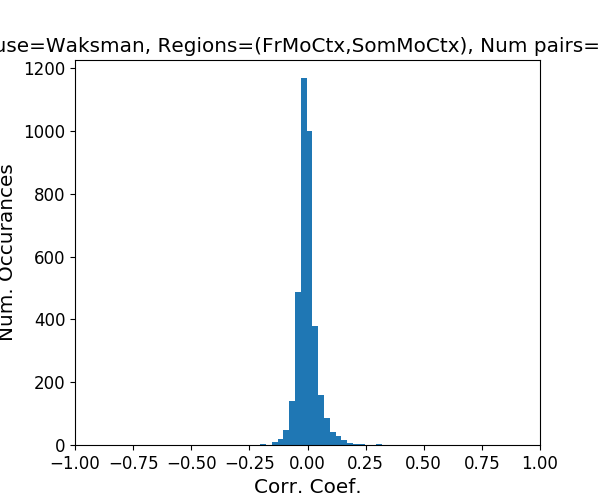 use=Waksman, Regions=(FrMoCtx,SomMoCtx), Num pairs=
1200
1000
800
600
400
200
0
Num. Occurances
−1.00 −0.75 −0.50 −0.25 0.00 0.25 0.50 0.75 1.00
Corr. Coef.